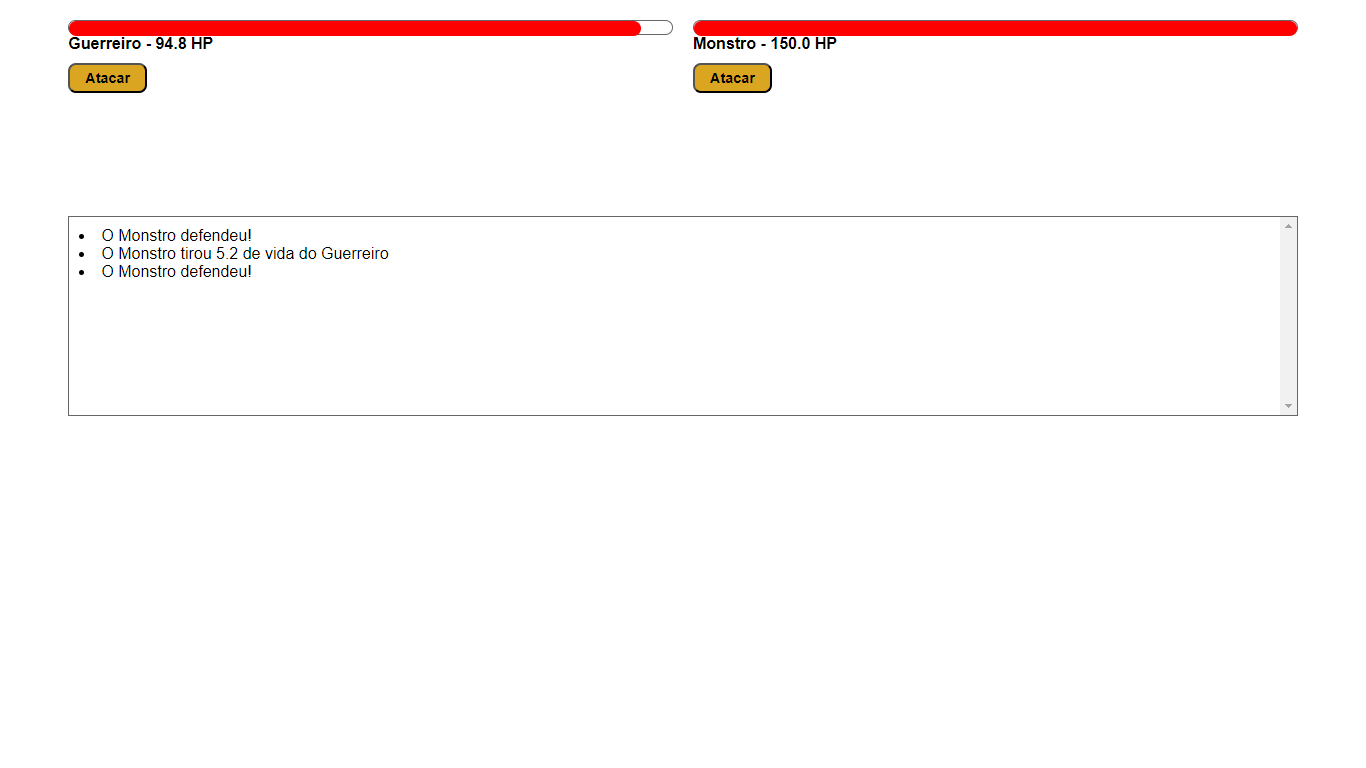 Guerreiro - 94.8 HP
Monstro - 150.0 HP
Atacar
Atacar
O Monstro defendeu!
O Monstro tirou 5.2 de vida do Guerreiro
O Monstro defendeu!